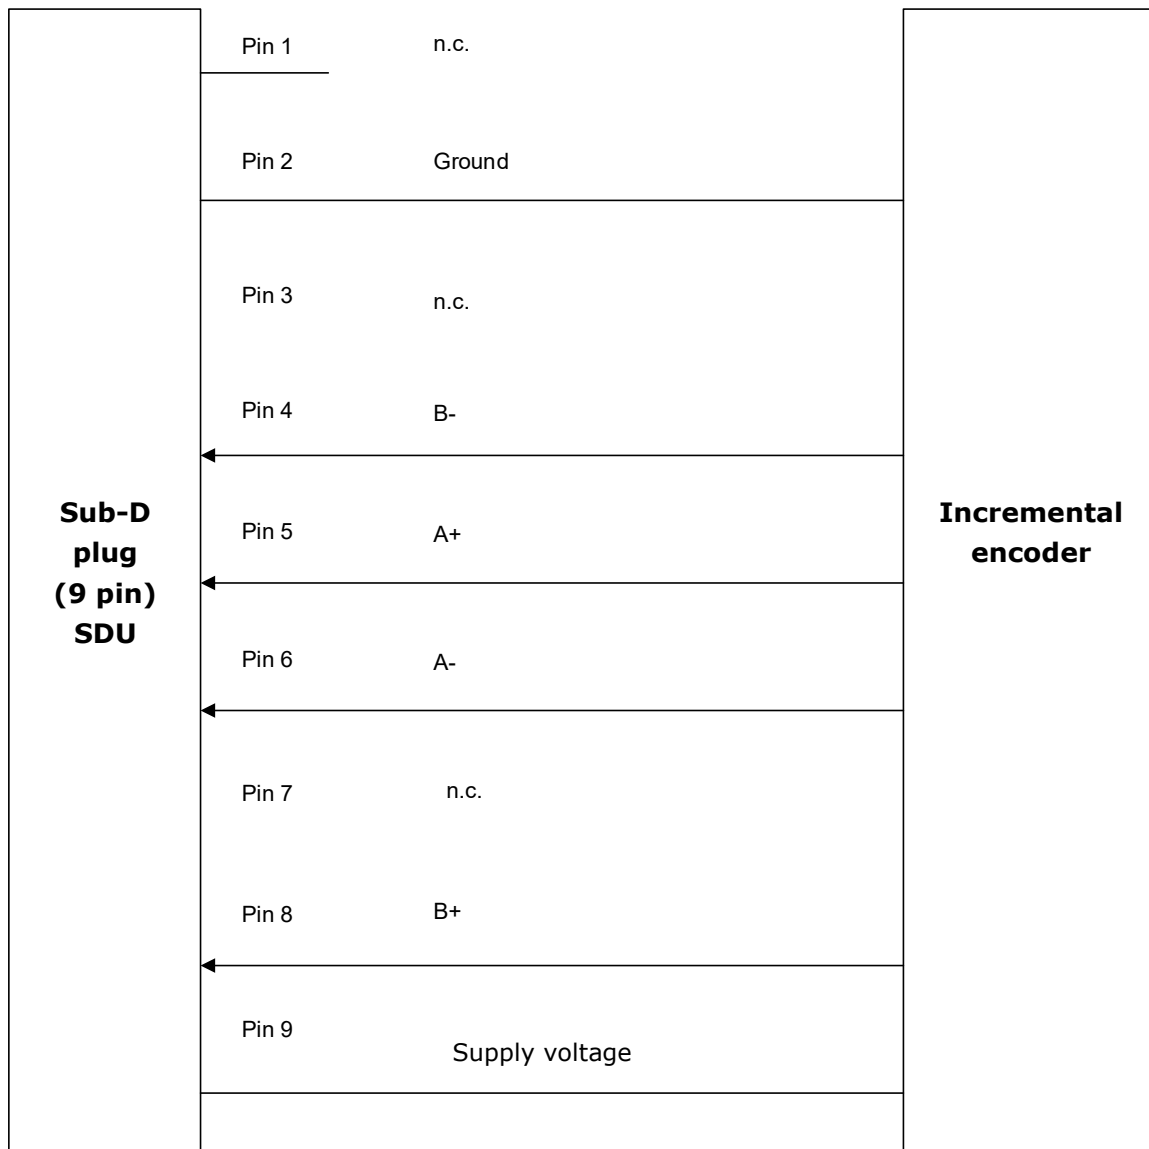 Pin 1 n.c.
Pin 2 Ground
Pin 3 n.c.
Pin 4 B-
Sub-D
plug
(9 pin)
SDU
Incremental
encoder
Pin 5 A+
Pin 6 A-
Pin 7 n.c.
Pin 8 B+
Pin 9
Supply voltage